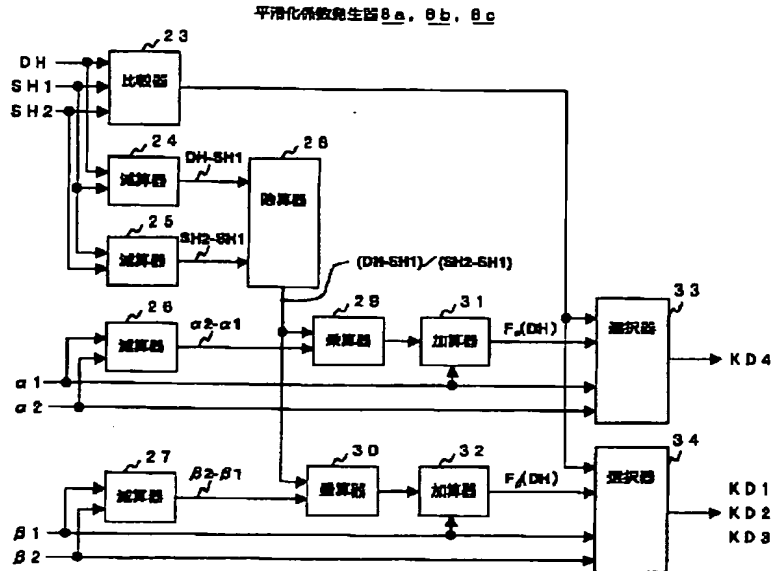 平滑化係数発生器8a, 8b, 8c
23
DH
SH1
SH2
比較器
24
減算器
DH-SH1
28
除算器
25
減算器
SH2-SH1
(DH-SH1)/(SH2-SH1)
26
減算器
α2-α1
29
乗算器
31
加算器
Fα(DH)
33
選択器
KD4
α1
α2
27
減算器
β2-β1
30
乗算器
32
加算器
Fβ(DH)
34
選択器
KD1
KD2
KD3
β1
β2